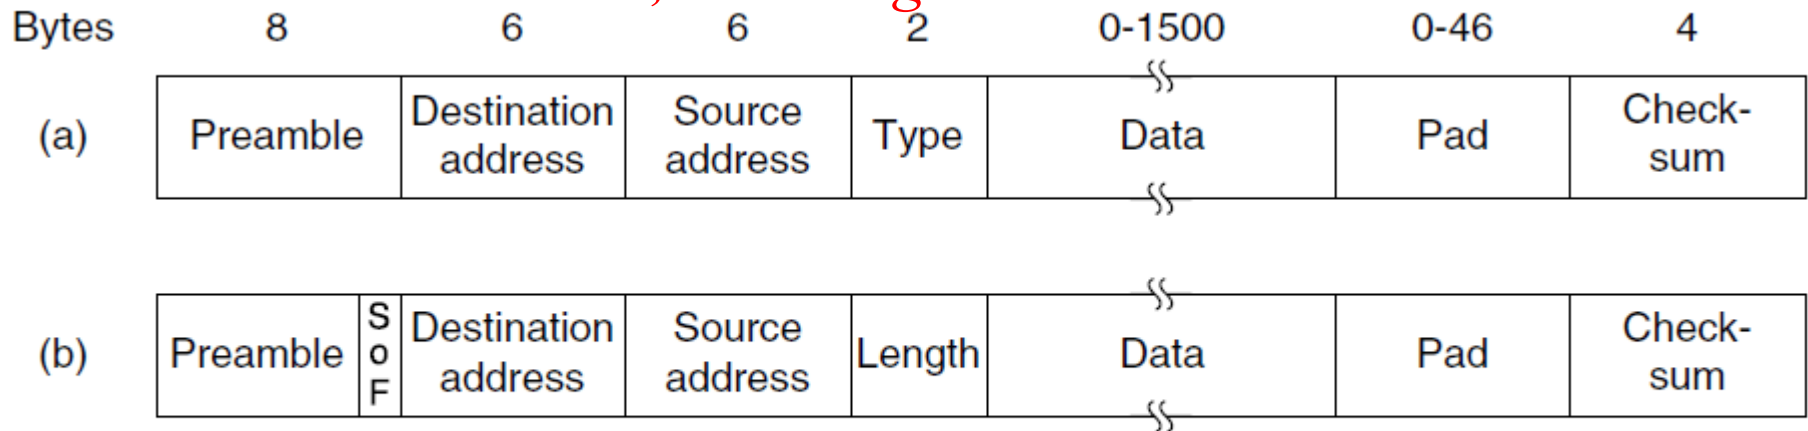 Bytes 8 6 6 2 0-1500 0-46 4
(a) Preamble Destination address Source address Type Data Pad Check-sum
(b) Preamble SoF Destination address Source address Length Data Pad Check-sum